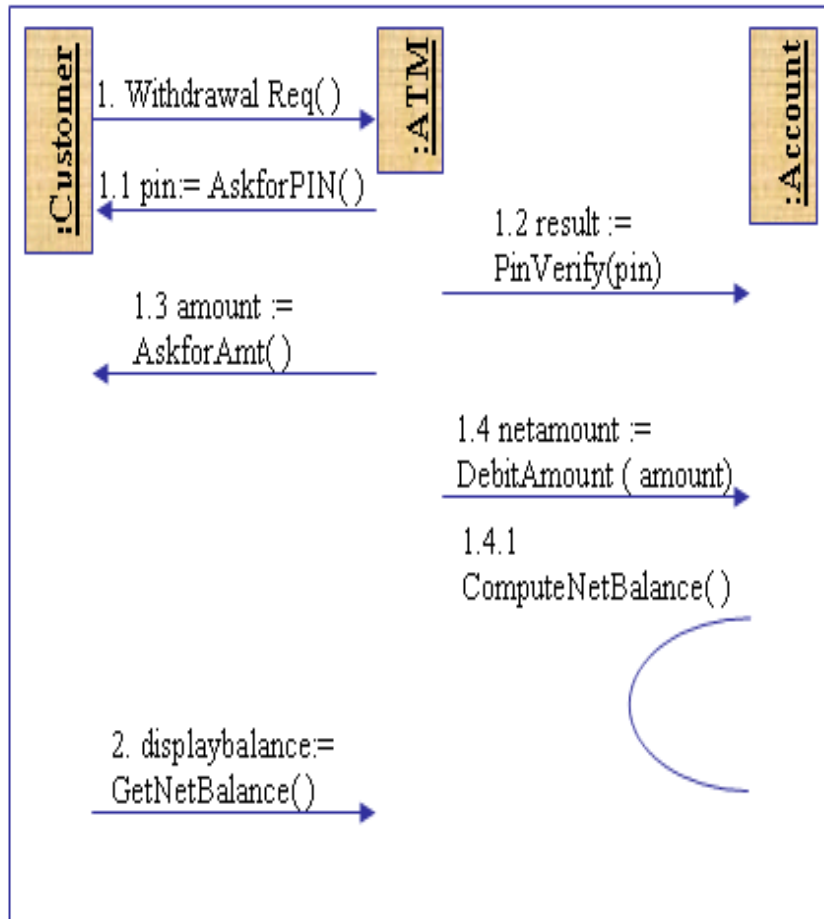 :Customer
:ATM
:Account
1. Withdrawal Req( )
1.1 pin:= AskforPIN( )
1.2 result :=
PinVerify(pin)
1.3 amount :=
AskforAmt( )
1.4 netamount :=
DebitAmount ( amount)
1.4.1
ComputeNetBalance( )
2. displaybalance:=
GetNetBalance( )